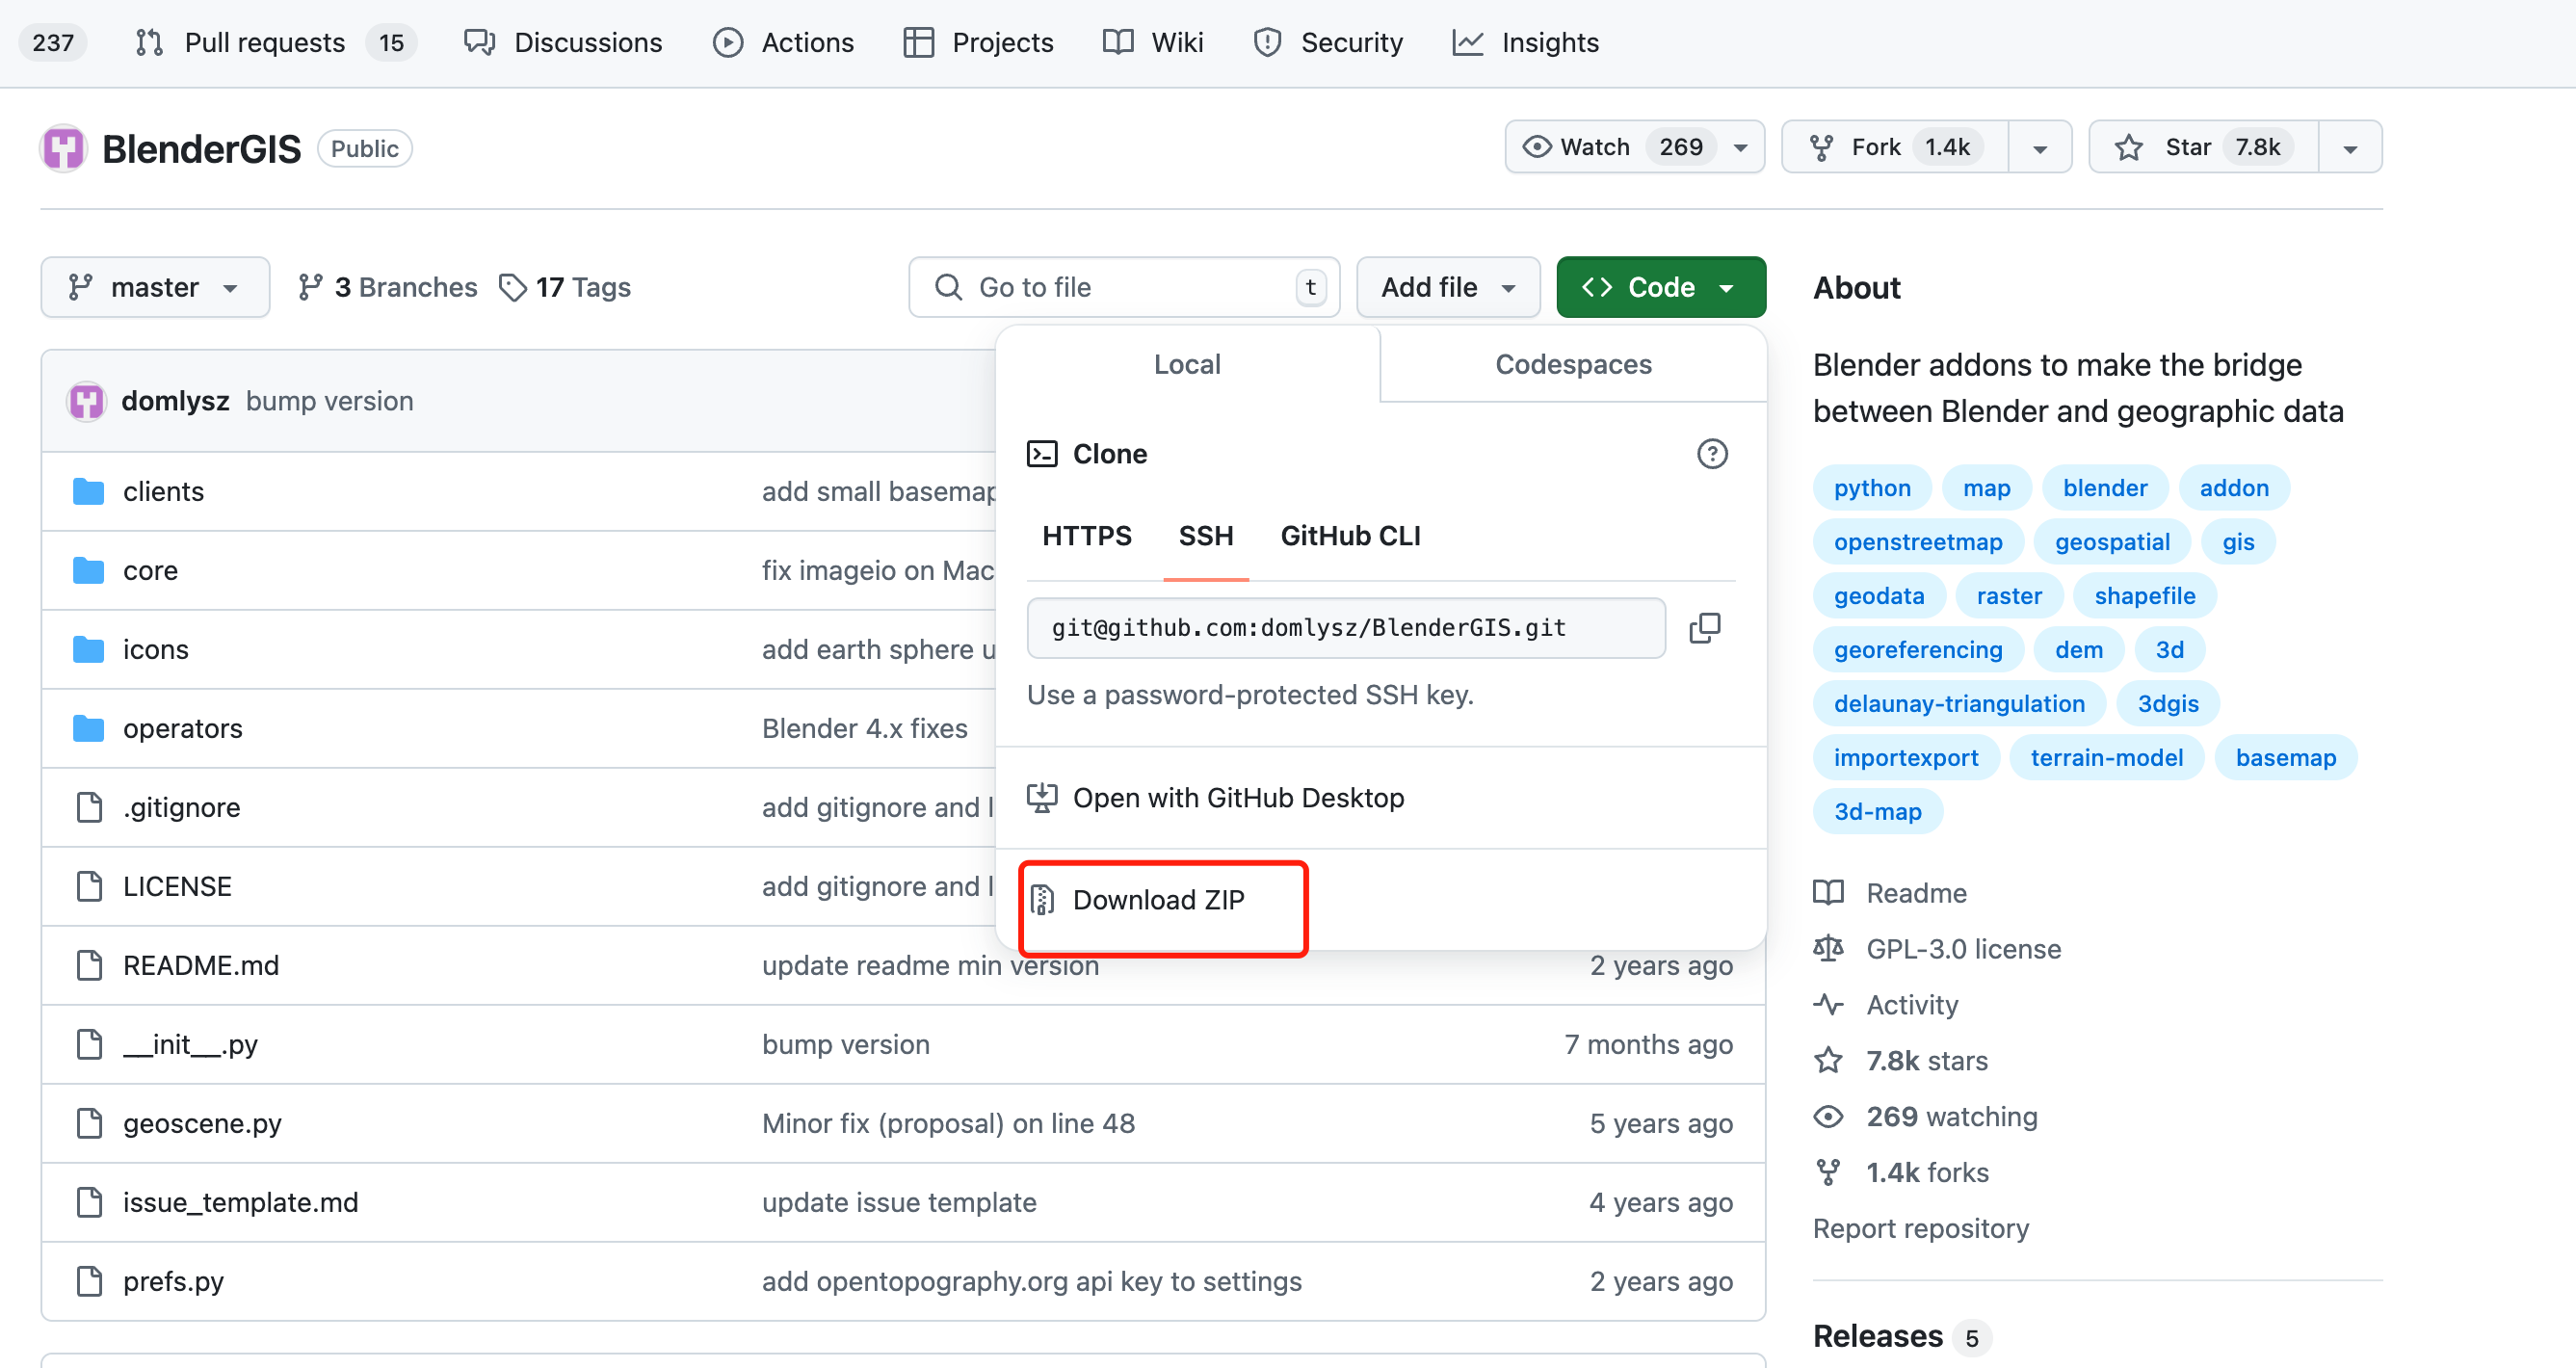 237 Pull requests 15 Discussions Actions Projects Wiki Security Insights
BlenderGIS Public Watch 269 Fork 1.4k Star 7.8k
master 3 Branches 17 Tags Go to file t Add file <> Code
Local Codespaces
Clone
HTTPS SSH GitHub CLI
git@github.com:domlysz/BlenderGIS.git
Use a password-protected SSH key.
Open with GitHub Desktop
Download ZIP
domlysz bump version
clients add small basemap
core fix imageio on Mac
icons add earth sphere u
operators Blender 4.x fixes
.gitignore add gitignore and l
LICENSE add gitignore and l
README.md update readme min version 2 years ago
__init__.py bump version 7 months ago
geoscene.py Minor fix (proposal) on line 48 5 years ago
issue_template.md update issue template 4 years ago
prefs.py add opentopography.org api key to settings 2 years ago
About
Blender addons to make the bridge
between Blender and geographic data
python map blender addon
openstreetmap geospatial gis
geodata raster shapefile
georeferencing dem 3d
delaunay-triangulation 3dgis
importexport terrain-model basemap
3d-map
Readme
GPL-3.0 license
Activity
7.8k stars
269 watching
1.4k forks
Report repository
Releases 5